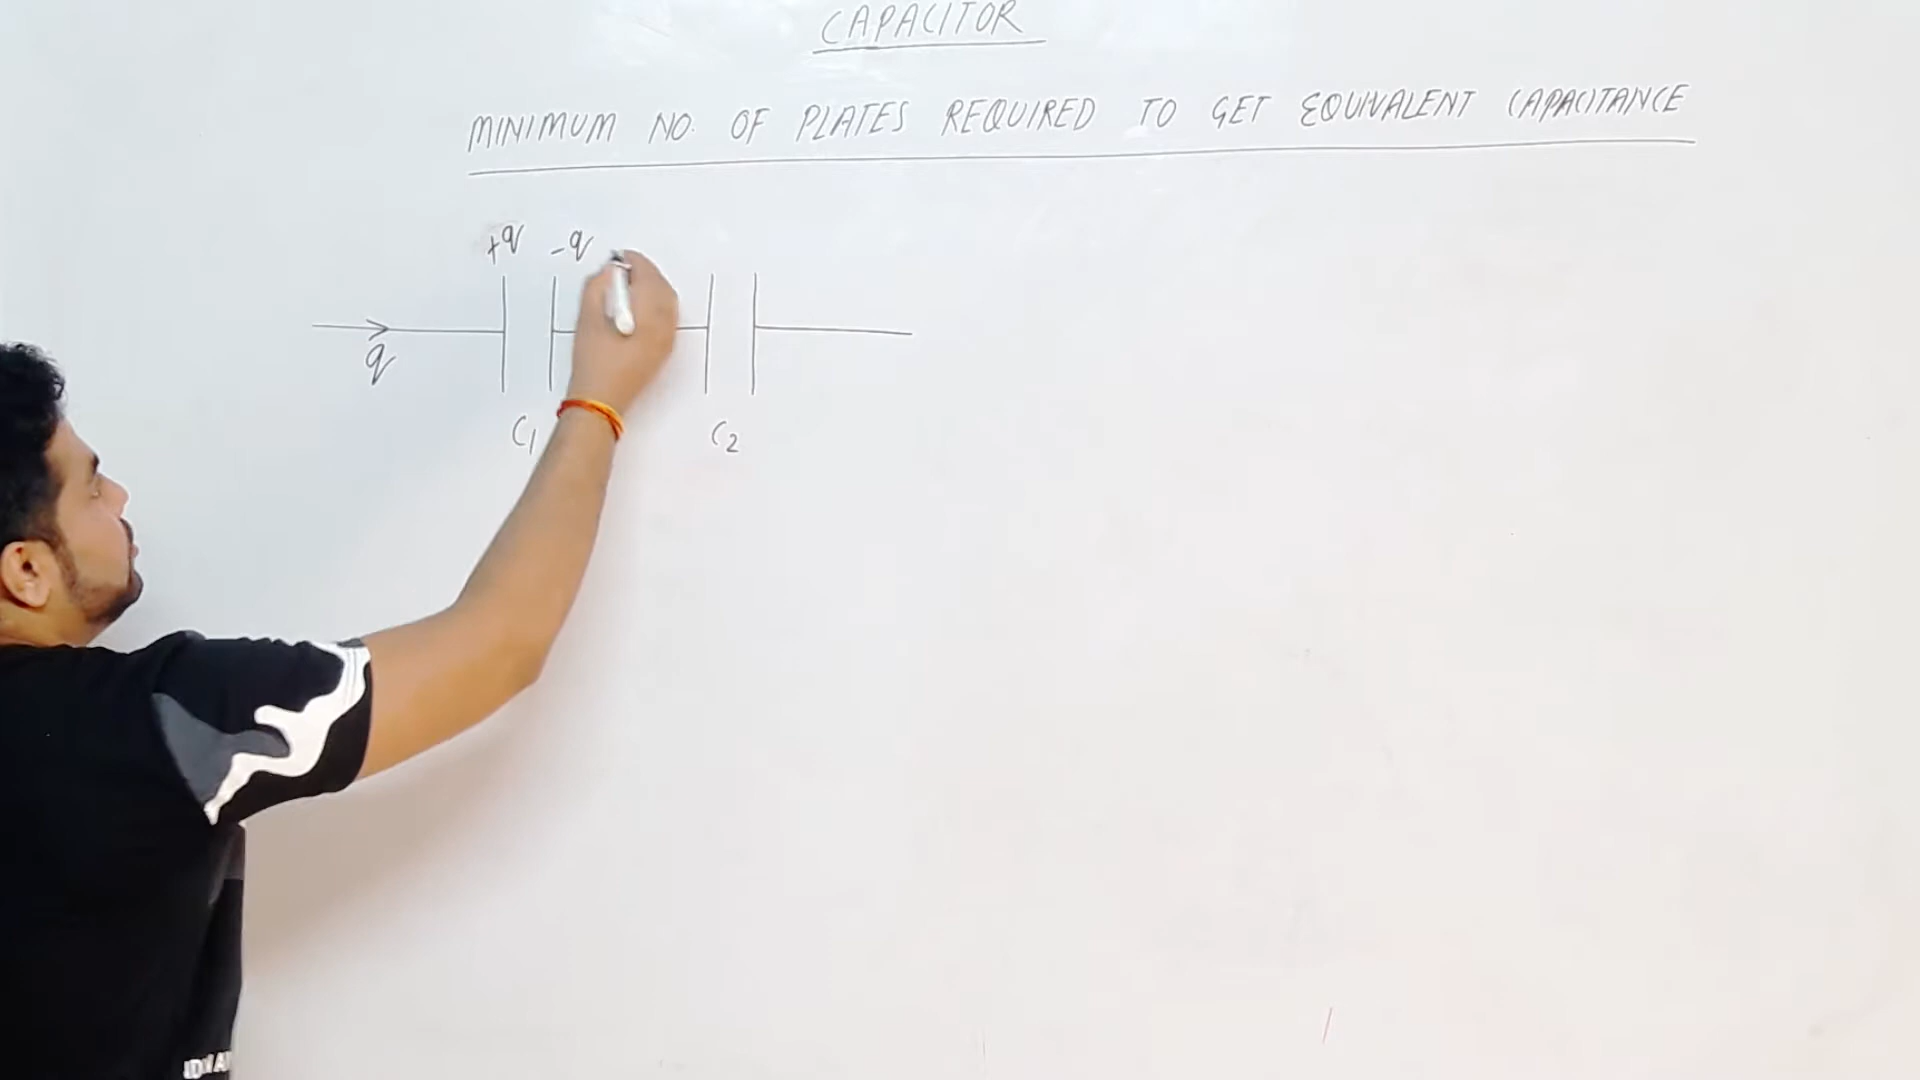 CAPACITOR
MINIMUM NO. OF PLATES REQUIRED TO GET EQUIVALENT CAPACITANCE
+q -q
q
C1 C2